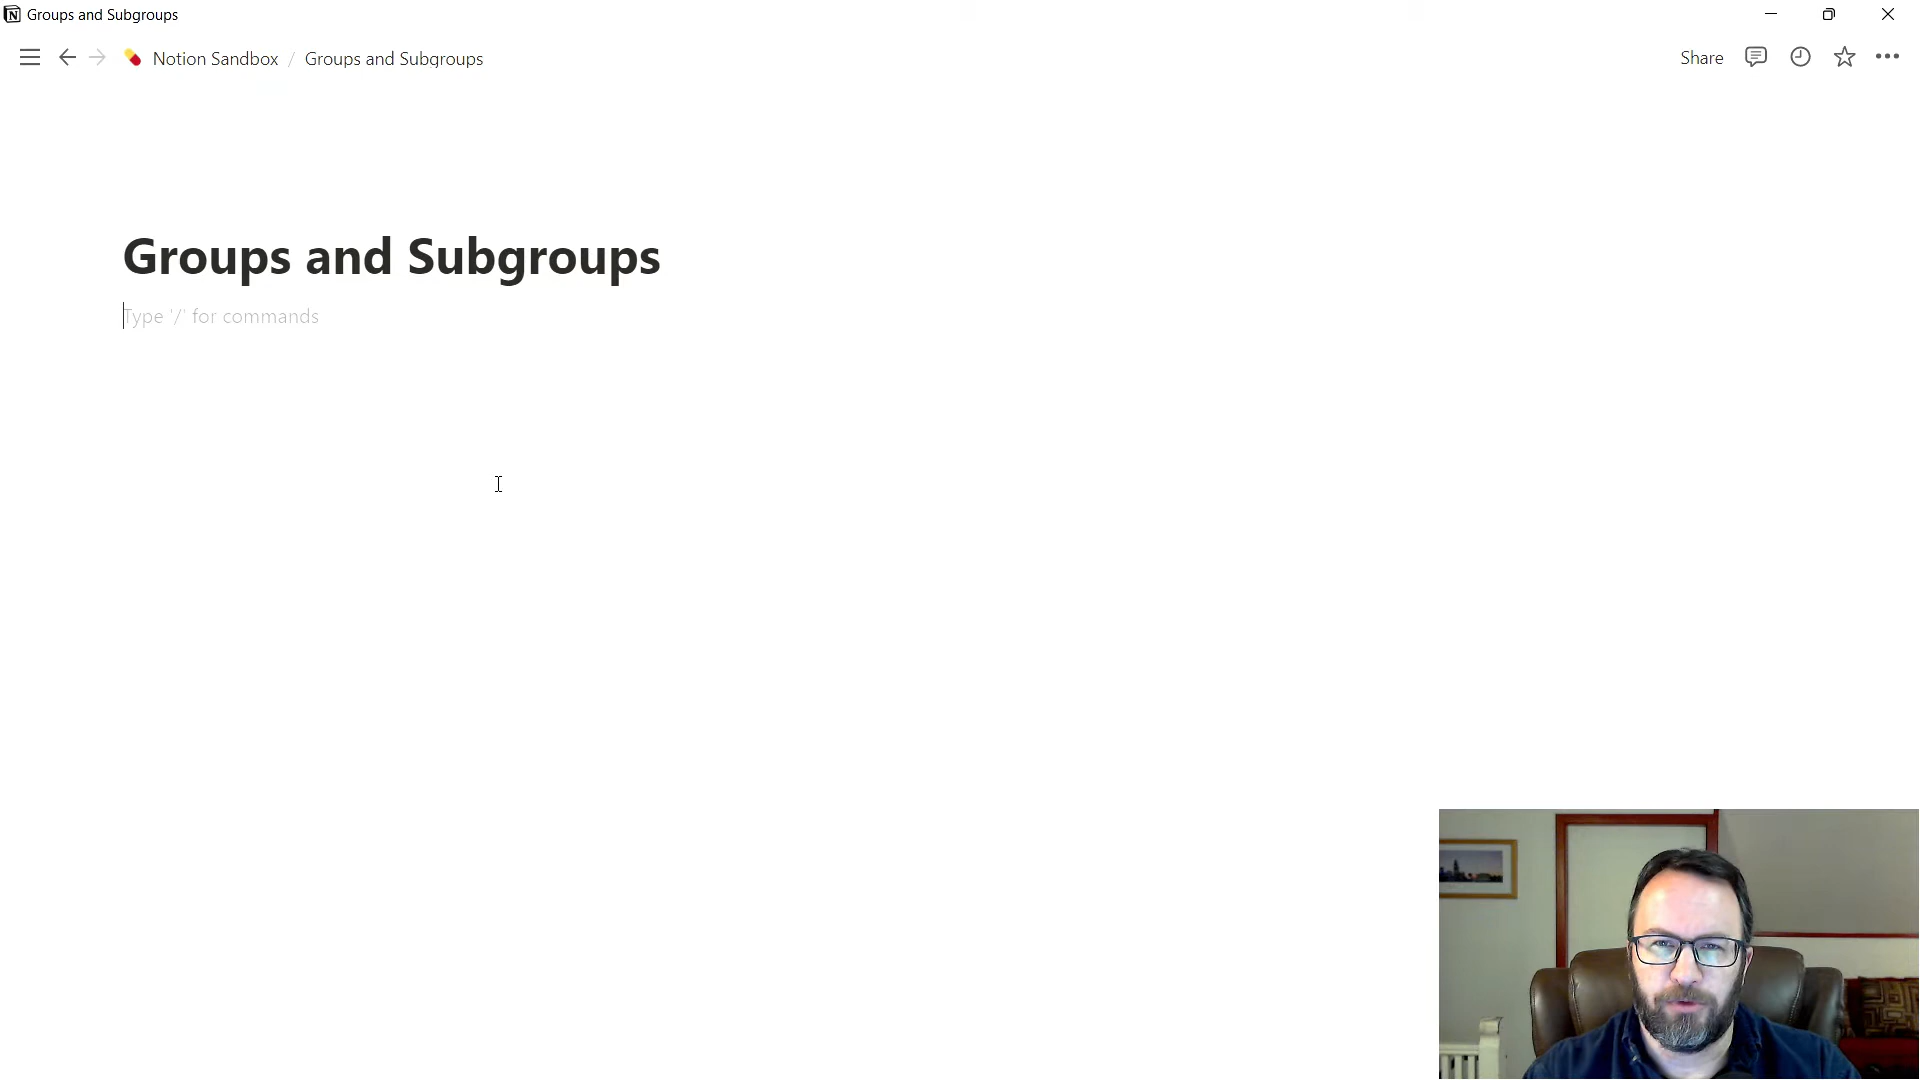 Groups and Subgroups
Notion Sandbox / Groups and Subgroups
Share
Groups and Subgroups
Type '/' for commands